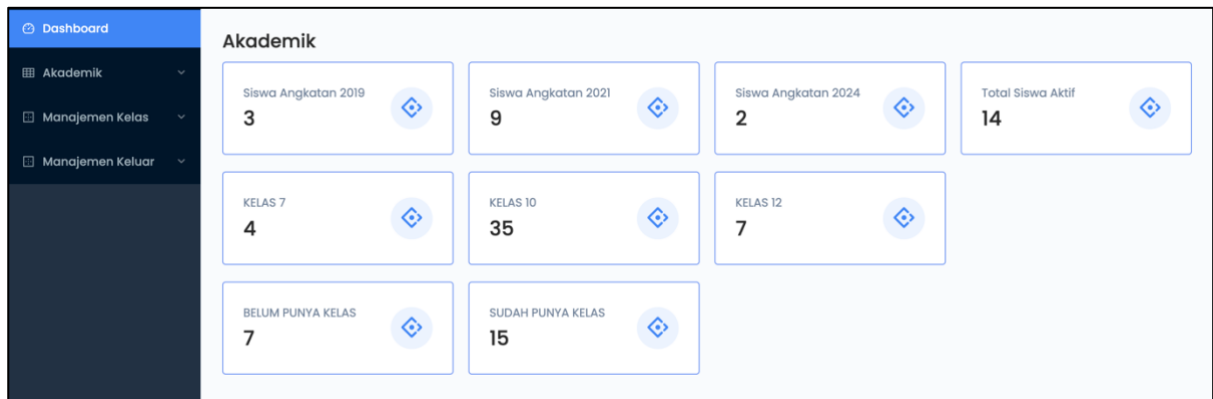 Dashboard
Akademik
Manajemen Kelas
Manajemen Keluar
Akademik
Siswa Angkatan 2019
3
Siswa Angkatan 2021
9
Siswa Angkatan 2024
2
Total Siswa Aktif
14
KELAS 7
4
KELAS 10
35
KELAS 12
7
BELUM PUNYA KELAS
7
SUDAH PUNYA KELAS
15